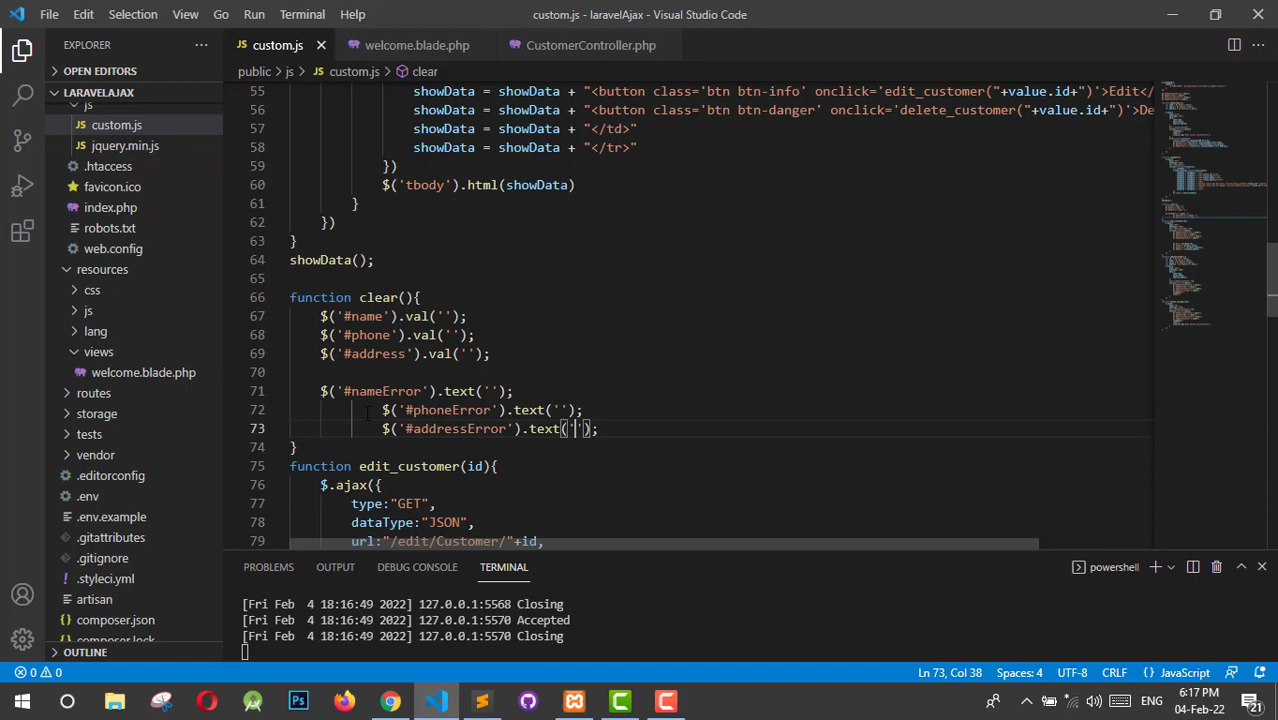 File Edit Selection View Go Run Terminal Help custom.js - laravelAjax - Visual Studio Code
EXPLORER ··· JS custom.js welcome.blade.php CustomerController.php ···
OPEN EDITORS
public > js > JS custom.js > clear
LARAVELAJAX
js
JS custom.js
JS jquery.min.js
.htaccess
favicon.ico
index.php
robots.txt
web.config
resources
css
js
lang
views
welcome.blade.php
routes
storage
tests
vendor
.editorconfig
.env
.env.example
.gitattributes
.gitignore
.styleci.yml
artisan
composer.json
composer.lock
OUTLINE
55 showData = showData + "<button class='btn btn-info' onclick='edit_customer("+value.id+")'>Edit</
56 showData = showData + "<button class='btn btn-danger' onclick='delete_customer("+value.id+")'>De
57 showData = showData + "</td>"
58 showData = showData + "</tr>"
59 })
60 $('tbody').html(showData)
61 }
62 })
63 }
64 showData();
65
66 function clear(){
67 $('#name').val('');
68 $('#phone').val('');
69 $('#address').val('');
70
71 $('#nameError').text('');
72 $('#phoneError').text('');
73 $('#addressError').text('');
74 }
75 function edit_customer(id){
76 $.ajax({
77 type:"GET",
78 dataType:"JSON",
79 url:"/edit/Customer/"+id,
PROBLEMS OUTPUT DEBUG CONSOLE TERMINAL powershell
[Fri Feb 4 18:16:49 2022] 127.0.0.1:5568 Closing
[Fri Feb 4 18:16:49 2022] 127.0.0.1:5570 Accepted
[Fri Feb 4 18:16:49 2022] 127.0.0.1:5570 Closing
0 0 Ln 73, Col 38 Spaces: 4 UTF-8 CRLF {} JavaScript
Ps ENG 6:17 PM
04-Feb-22 21